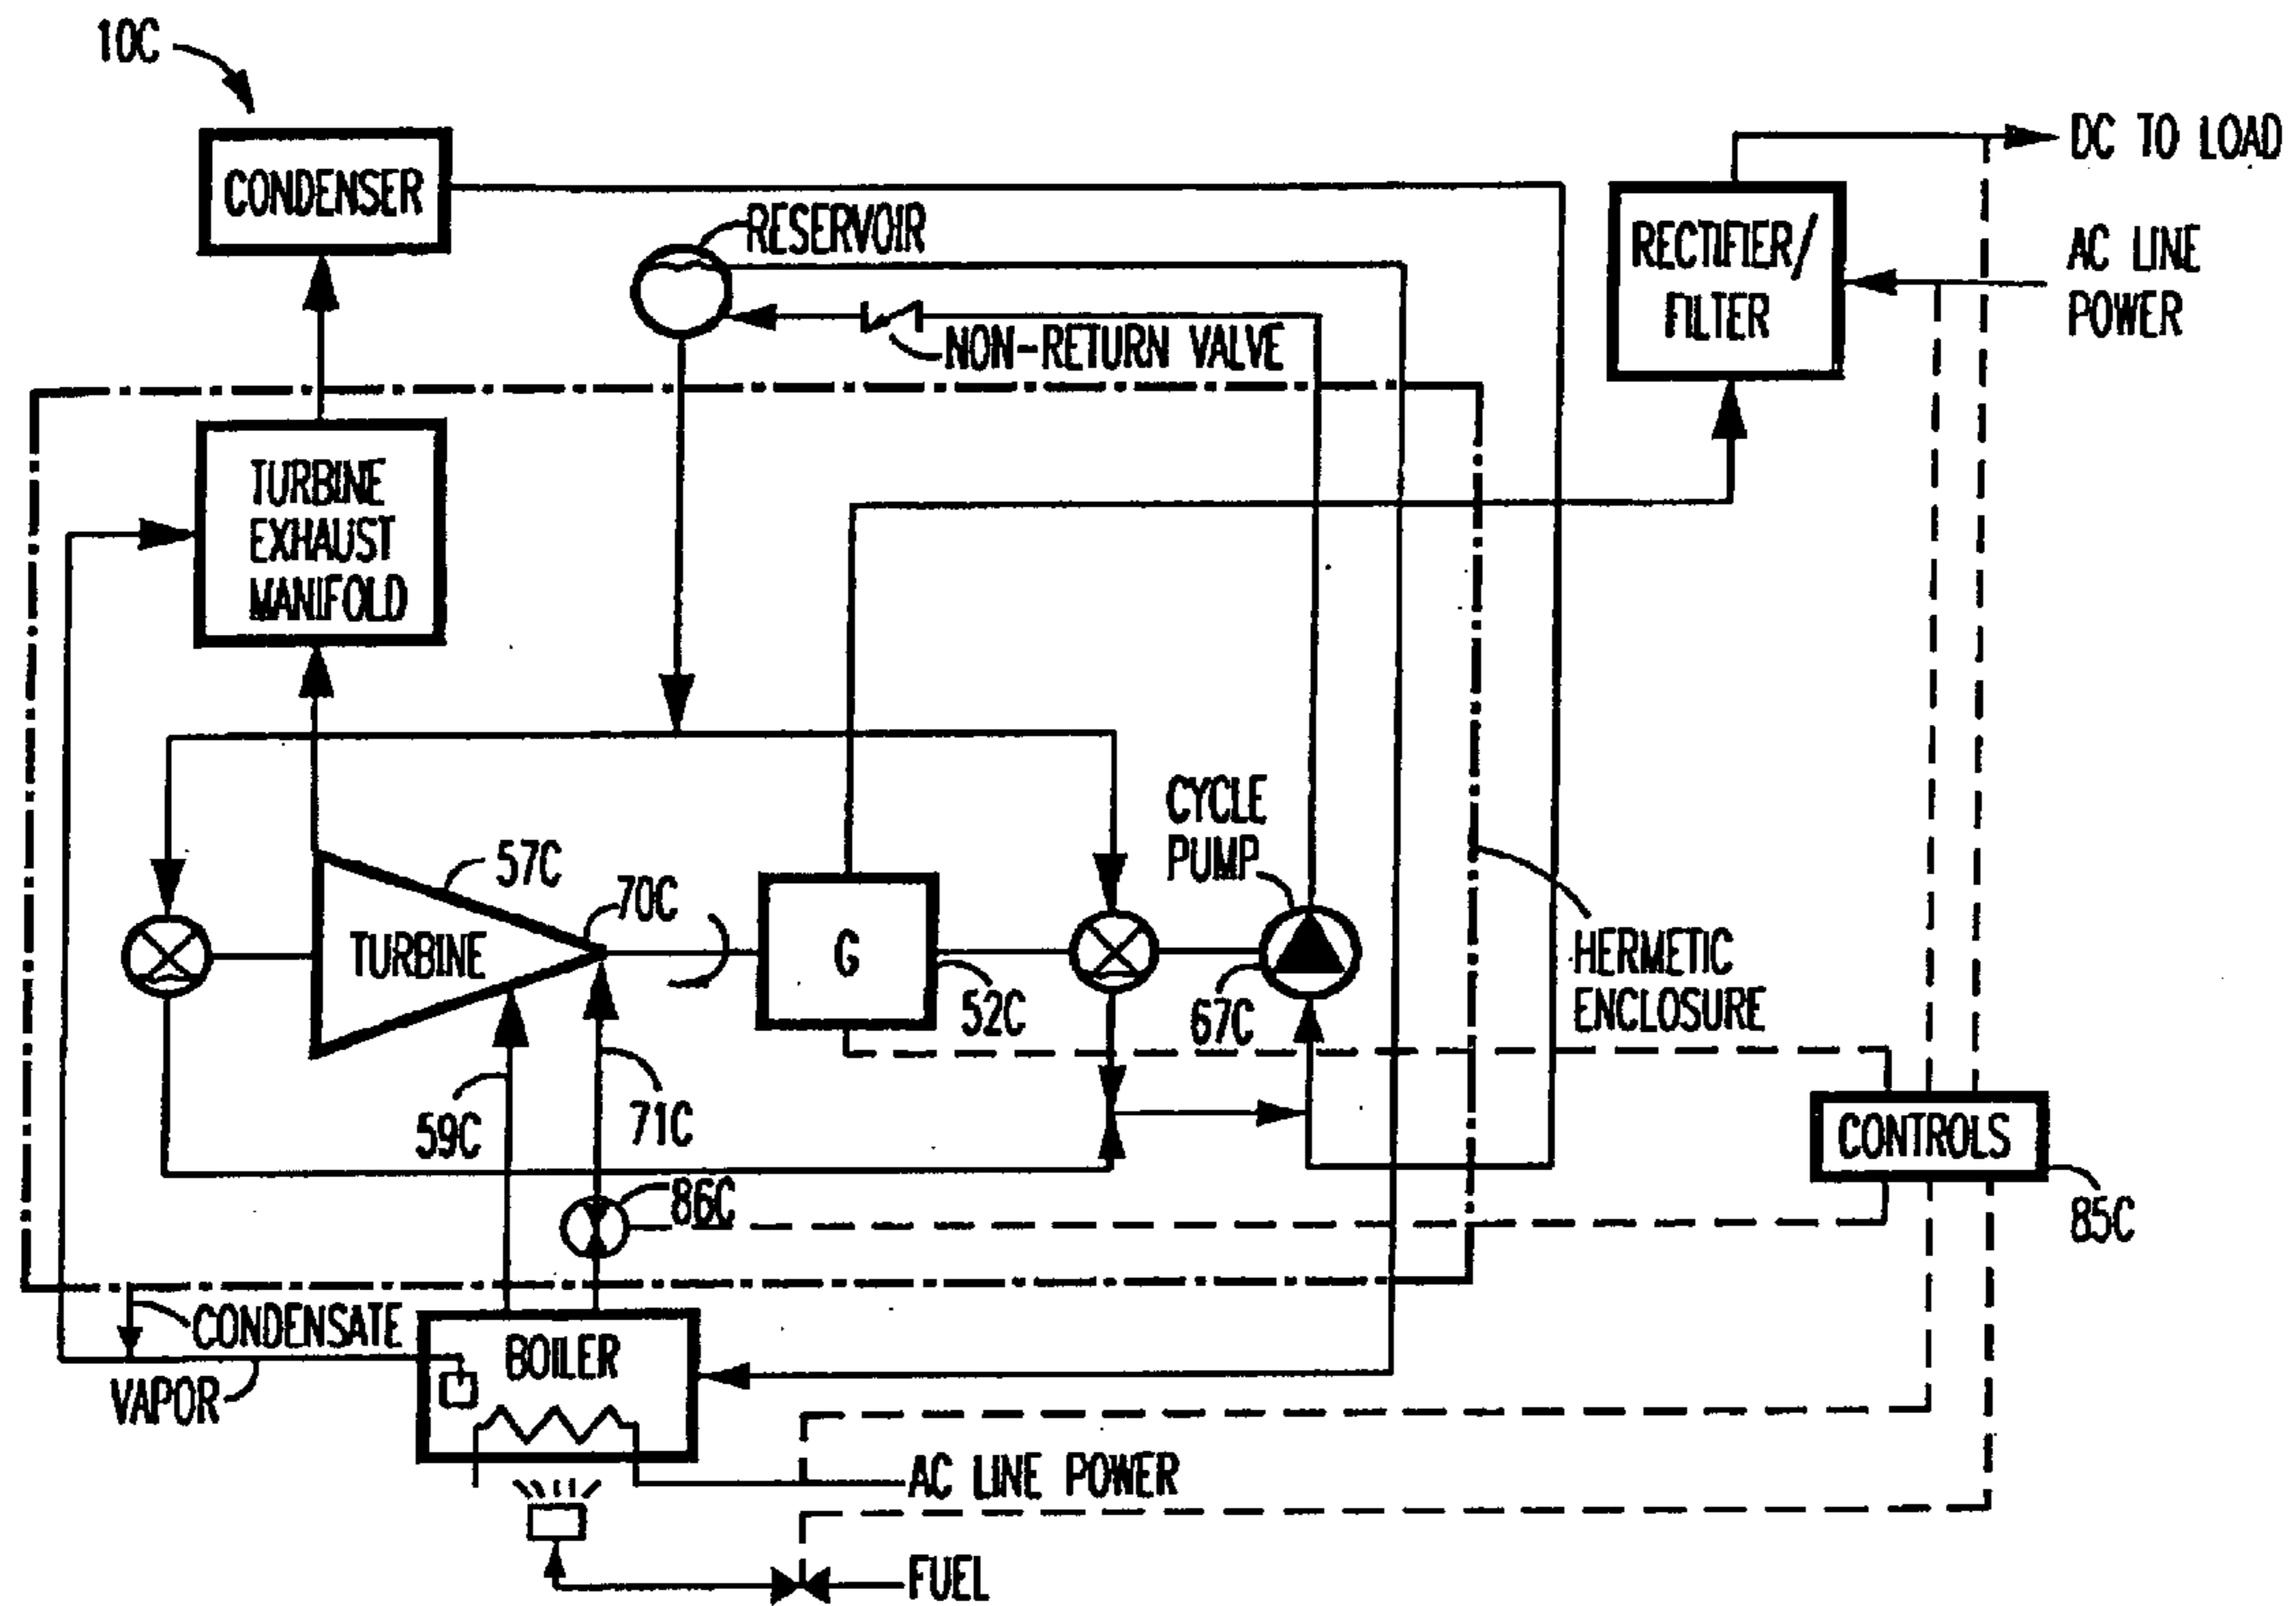 10C
CONDENSER
RESERVOIR
NON-RETURN VALVE
DC TO LOAD
RECTIFIER/
FILTER
AC LINE
POWER
TURBINE
EXHAUST
MANIFOLD
57C
70C
TURBINE
G
52C
CYCLE
PUMP
67C
HERMETIC
ENCLOSURE
59C
71C
86C
CONTROLS
85C
CONDENSATE
VAPOR
BOILER
AC LINE POWER
FUEL